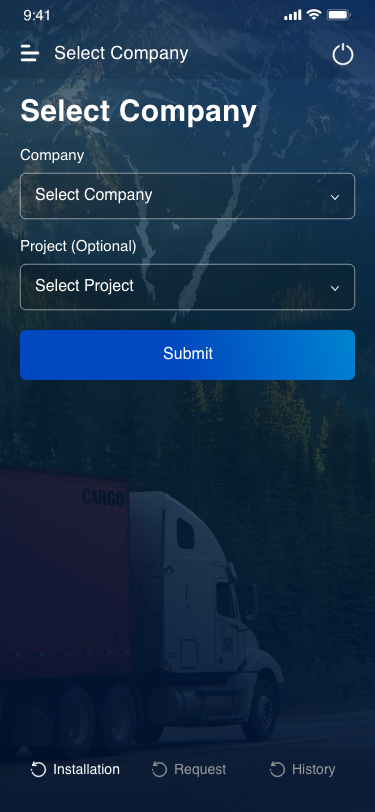 9:41
Select Company
Select Company
Company
Select Company
Project (Optional)
Select Project
Submit
CARGO
Installation
Request
History